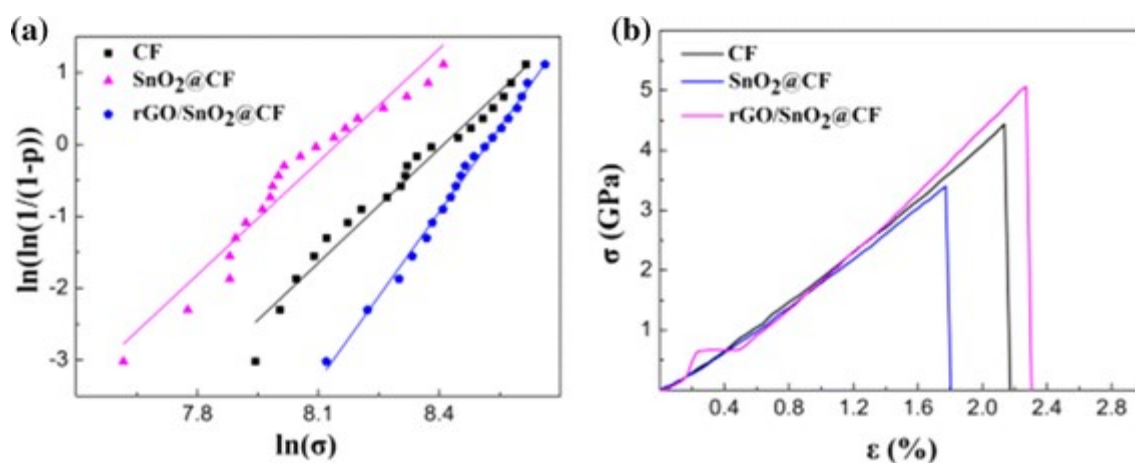 (a)
CF
SnO2@CF
rGO/SnO2@CF
ln(ln(1/(1-p))
1
0
-1
-2
-3
7.8 8.1 8.4
ln(σ)
(b)
CF
SnO2@CF
rGO/SnO2@CF
σ (GPa)
5
4
3
2
1
0.4 0.8 1.2 1.6 2.0 2.4 2.8
ε (%)